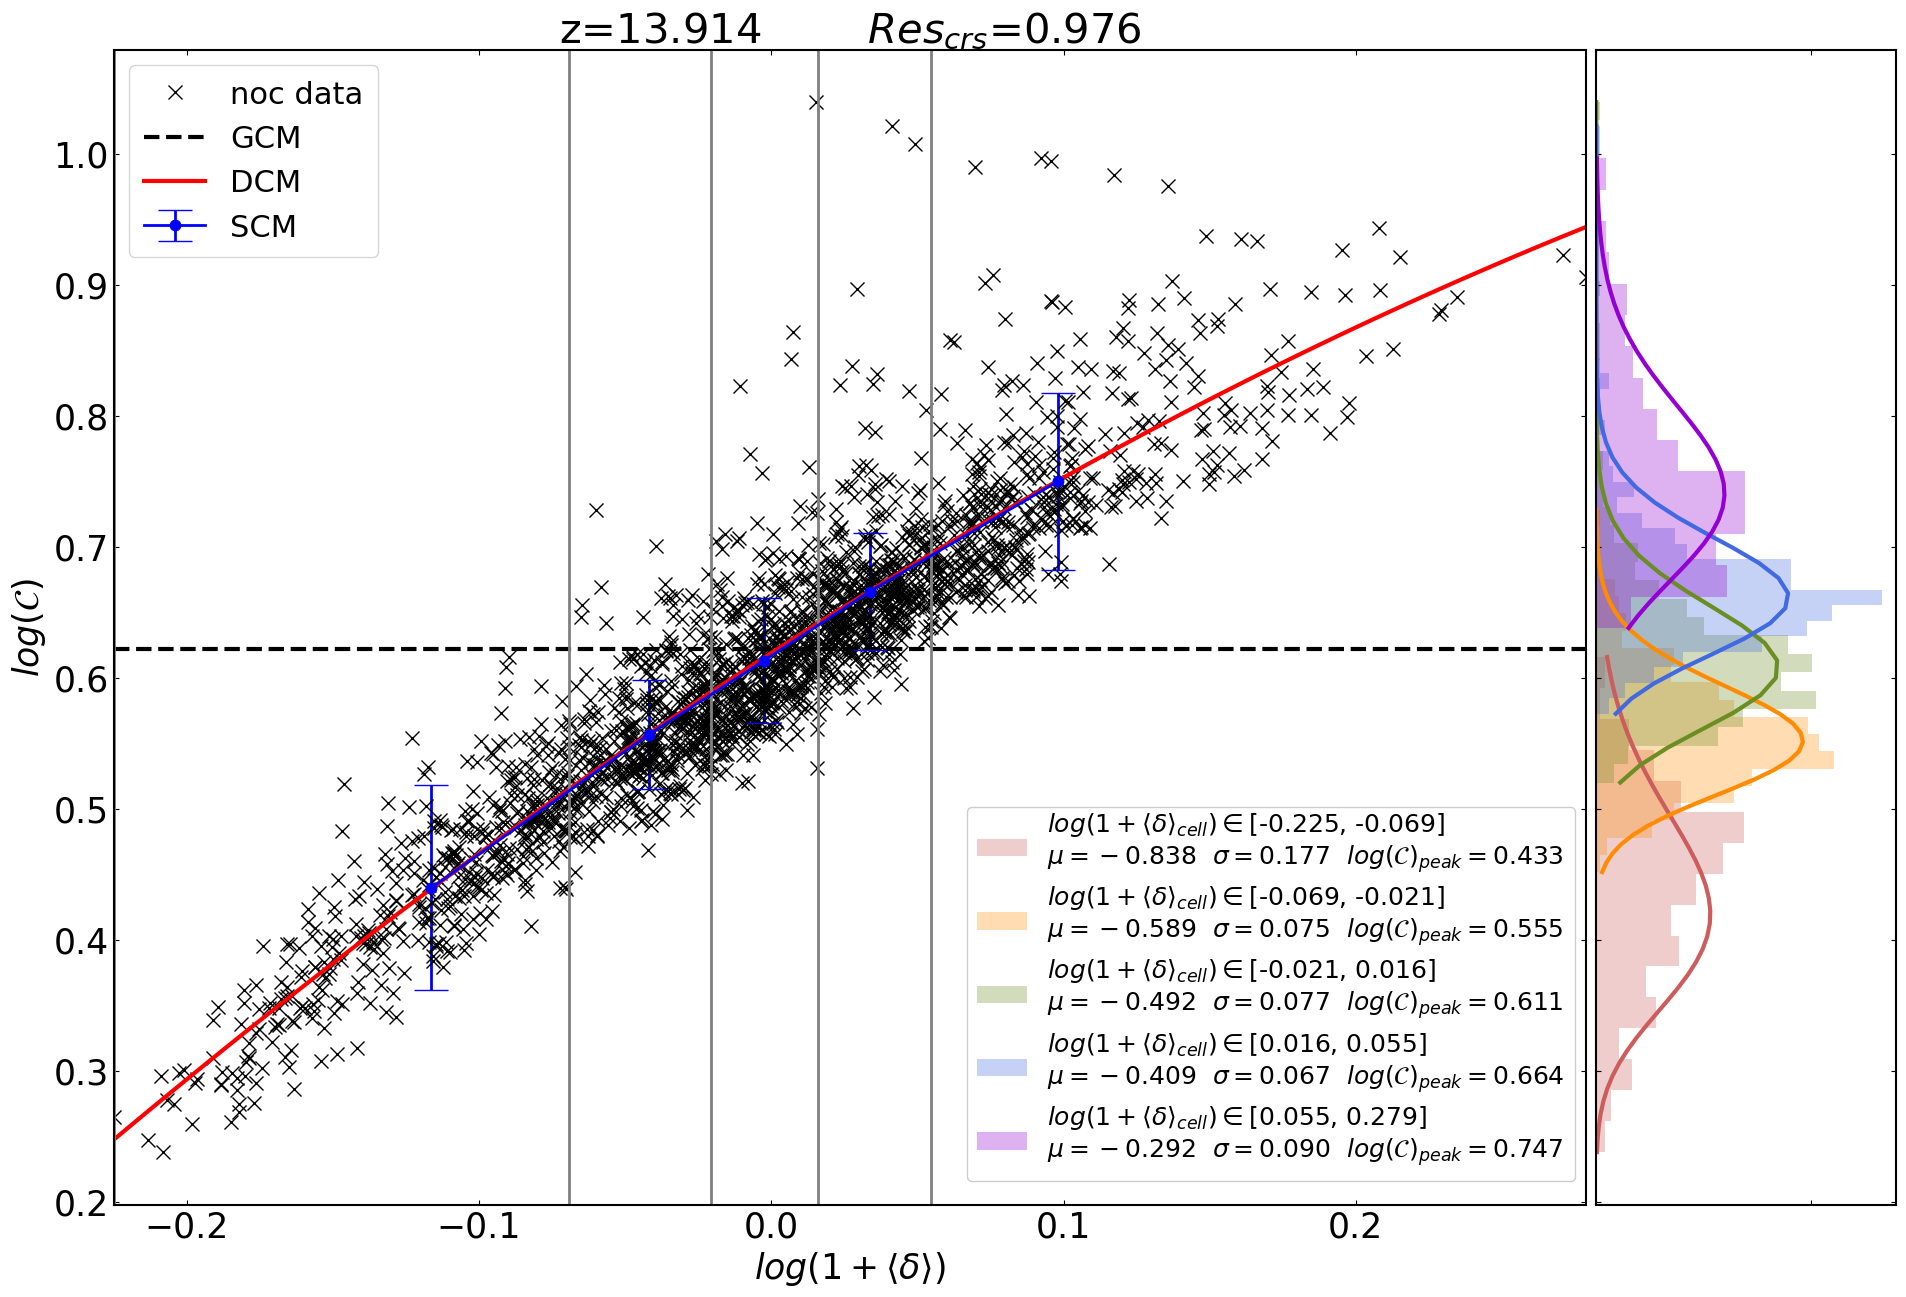 z=13.914 Res_crs=0.976
noc data
GCM
DCM
SCM
1.0
0.9
0.8
0.7
0.6
0.5
0.4
0.3
0.2
log(𝒞)
−0.2 −0.1 0.0 0.1 0.2
log(1 + ⟨δ⟩)
log(1 + ⟨δ⟩_cell) ∈ [-0.225, -0.069]
μ = −0.838 σ = 0.177 log(𝒞)_peak = 0.433
log(1 + ⟨δ⟩_cell) ∈ [-0.069, -0.021]
μ = −0.589 σ = 0.075 log(𝒞)_peak = 0.555
log(1 + ⟨δ⟩_cell) ∈ [-0.021, 0.016]
μ = −0.492 σ = 0.077 log(𝒞)_peak = 0.611
log(1 + ⟨δ⟩_cell) ∈ [0.016, 0.055]
μ = −0.409 σ = 0.067 log(𝒞)_peak = 0.664
log(1 + ⟨δ⟩_cell) ∈ [0.055, 0.279]
μ = −0.292 σ = 0.090 log(𝒞)_peak = 0.747